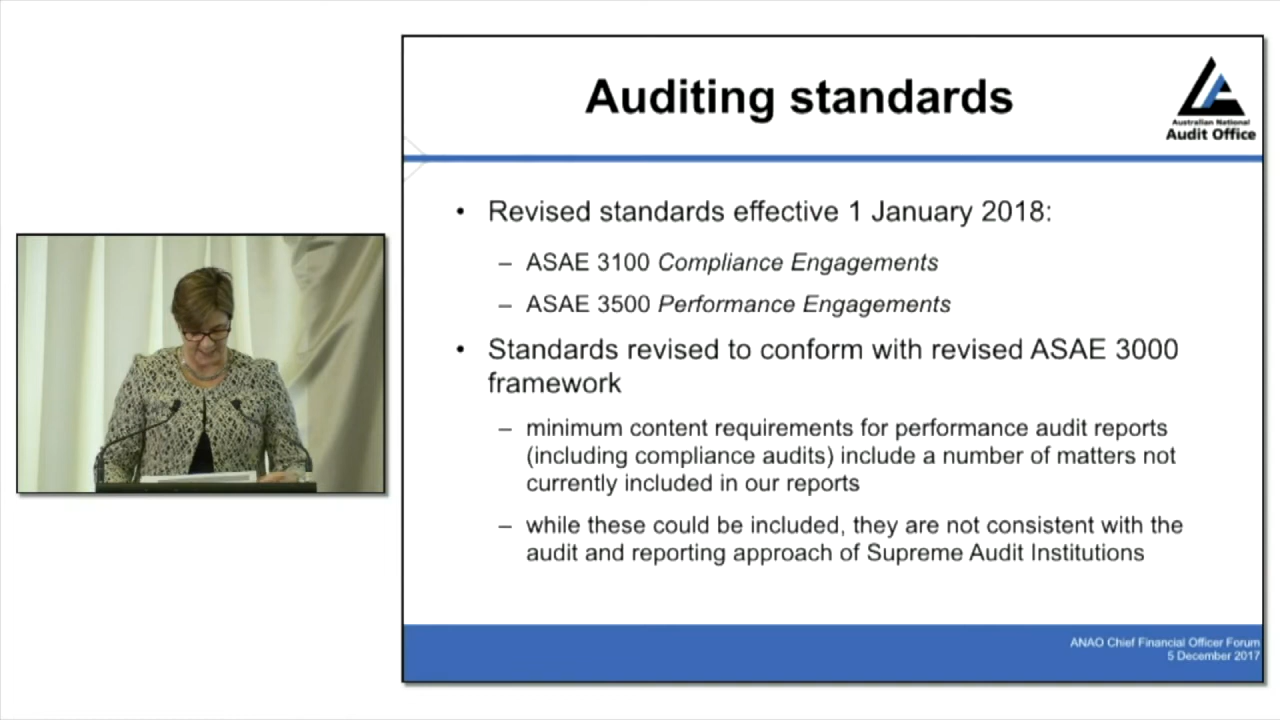 Auditing standards
Australian National
Audit Office
• Revised standards effective 1 January 2018:
– ASAE 3100 Compliance Engagements
– ASAE 3500 Performance Engagements
• Standards revised to conform with revised ASAE 3000
framework
– minimum content requirements for performance audit reports
(including compliance audits) include a number of matters not
currently included in our reports
– while these could be included, they are not consistent with the
audit and reporting approach of Supreme Audit Institutions
ANAO Chief Financial Officer Forum
5 December 2017